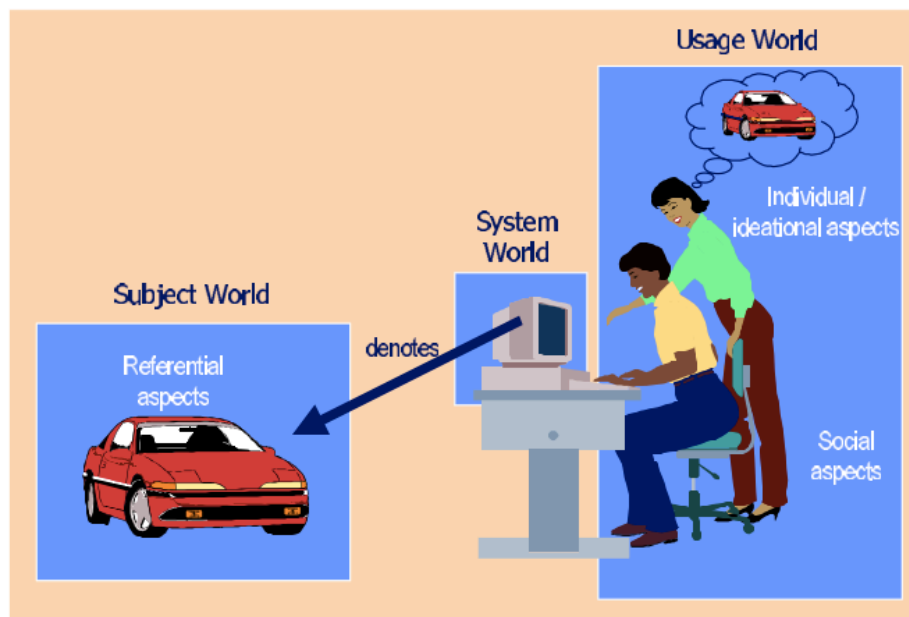 Usage World
Individual /
ideational aspects
System
World
Subject World
denotes
Referential
aspects
Social
aspects